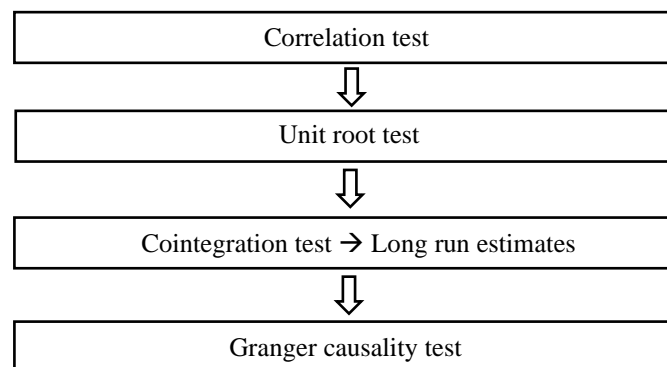 Correlation test
Unit root test
Cointegration test → Long run estimates
Granger causality test